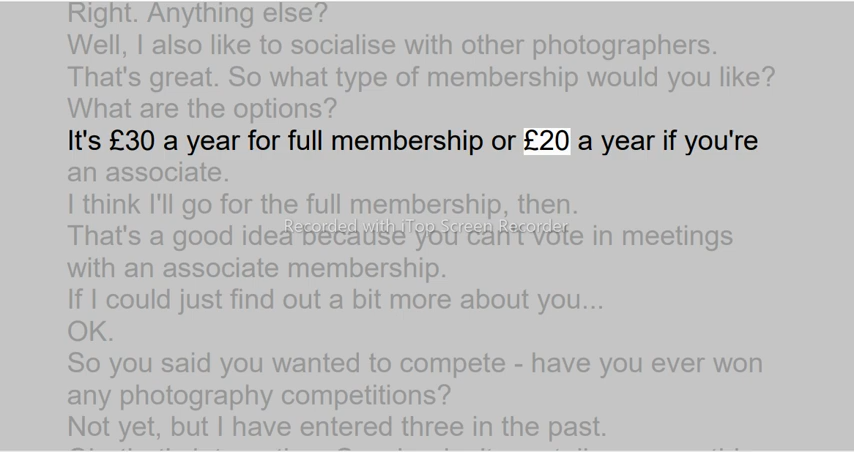 Right. Anything else?
Well, I also like to socialise with other photographers.
That's great. So what type of membership would you like?
What are the options?
It's £30 a year for full membership or £20 a year if you're
an associate.
I think I'll go for the full membership, then.
Recorded with iTop Screen Recorder
That's a good idea because you can't vote in meetings
with an associate membership.
If I could just find out a bit more about you...
OK.
So you said you wanted to compete - have you ever won
any photography competitions?
Not yet, but I have entered three in the past.